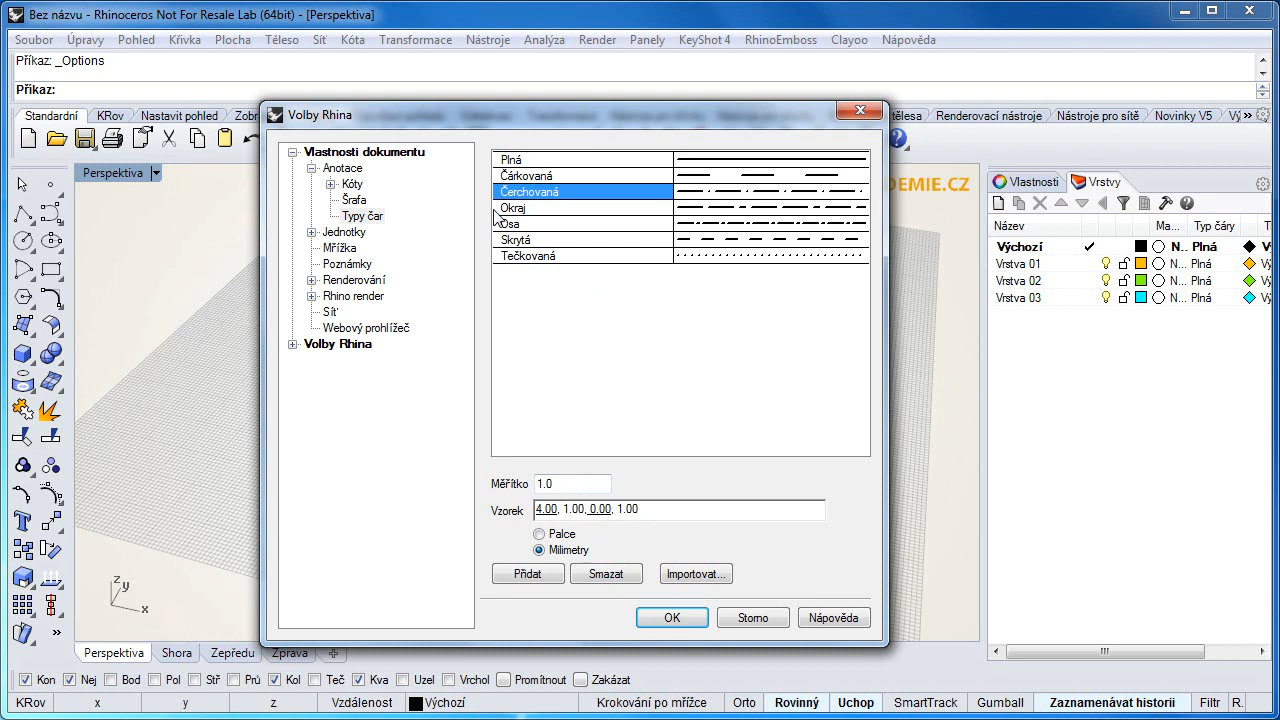 Bez názvu - Rhinoceros Not For Resale Lab (64bit) - [Perspektiva]
Soubor Úpravy Pohled Křivka Plocha Těleso Síť Kóta Transformace Nástroje Analýza Render Panely KeyShot 4 RhinoEmboss Clayoo Nápověda
Příkaz: _Options
Příkaz:
Standardní KRov Nastavit pohled Renderovací nástroje Nástroje pro sítě Novinky V5
Volby Rhina
Perspektiva
DEMIE.CZ
Vlastnosti Vrstvy
Název Ma... Typ čáry
Výchozí N... Plná
Vrstva 01 N... Plná
Vrstva 02 N... Plná
Vrstva 03 N... Plná
Vlastnosti dokumentu
Anotace
Kóty
Šrafa
Typy čar
Jednotky
Mřížka
Poznámky
Renderování
Rhino render
Síť
Webový prohlížeč
Volby Rhina
Plná
Čárkovaná
Čerchovaná
Okraj
Osa
Skrytá
Tečkovaná
Měřítko 1.0
Vzorek 4.00, 1.00, 0.00, 1.00
Palce
Milimetry
Přidat Smazat Importovat...
OK Storno Nápověda
z y x
Perspektiva Shora Zepředu Zprava
Kon Nej Bod Pol Stř Prů Kol Teč Kva Uzel Vrchol Promítnout Zakázat
KRov x y z Vzdálenost Výchozí Krokování po mřížce Orto Rovinný Uchop SmartTrack Gumball Zaznamenávat historii Filtr R.